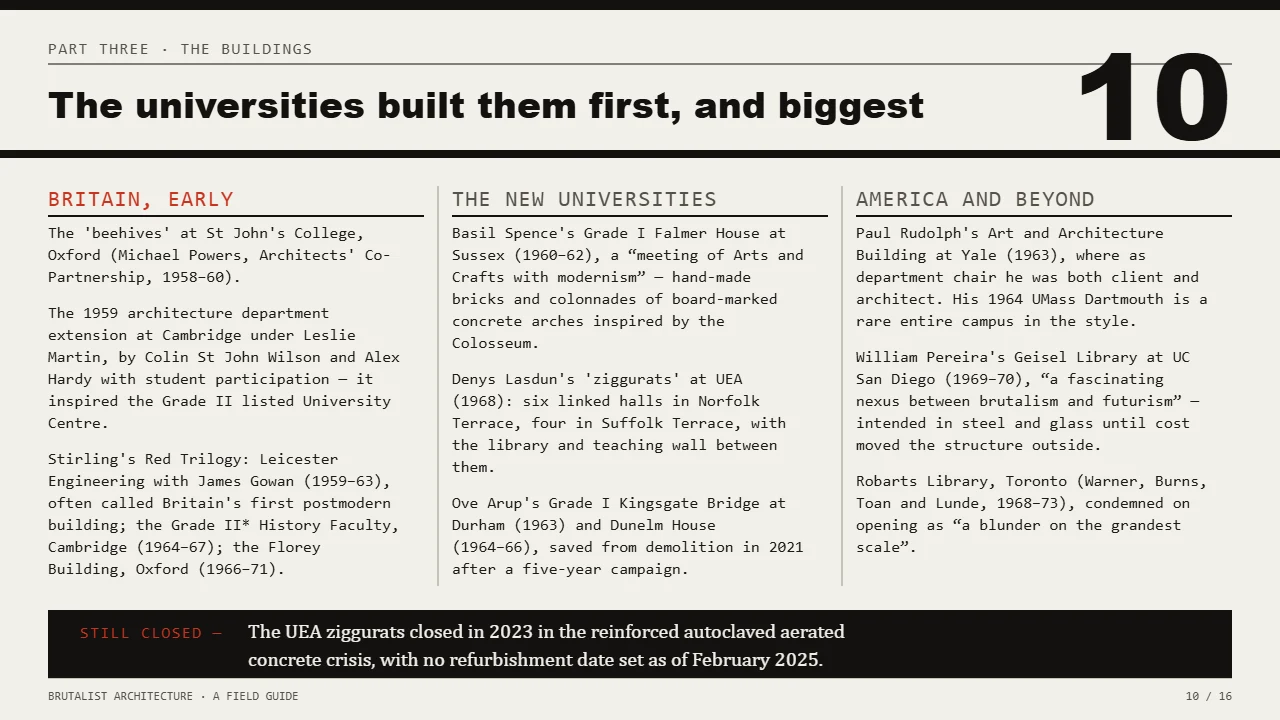 PART THREE · THE BUILDINGS
10
The universities built them first, and biggest
BRITAIN, EARLY
The 'beehives' at St John's College,
Oxford (Michael Powers, Architects' Co-
Partnership, 1958–60).
The 1959 architecture department
extension at Cambridge under Leslie
Martin, by Colin St John Wilson and Alex
Hardy with student participation — it
inspired the Grade II listed University
Centre.
Stirling's Red Trilogy: Leicester
Engineering with James Gowan (1959–63),
often called Britain's first postmodern
building; the Grade II* History Faculty,
Cambridge (1964–67); the Florey
Building, Oxford (1966–71).
THE NEW UNIVERSITIES
Basil Spence's Grade I Falmer House at
Sussex (1960–62), a “meeting of Arts and
Crafts with modernism” — hand-made
bricks and colonnades of board-marked
concrete arches inspired by the
Colosseum.
Denys Lasdun's 'ziggurats' at UEA
(1968): six linked halls in Norfolk
Terrace, four in Suffolk Terrace, with
the library and teaching wall between
them.
Ove Arup's Grade I Kingsgate Bridge at
Durham (1963) and Dunelm House
(1964–66), saved from demolition in 2021
after a five-year campaign.
AMERICA AND BEYOND
Paul Rudolph's Art and Architecture
Building at Yale (1963), where as
department chair he was both client and
architect. His 1964 UMass Dartmouth is a
rare entire campus in the style.
William Pereira's Geisel Library at UC
San Diego (1969–70), “a fascinating
nexus between brutalism and futurism” —
intended in steel and glass until cost
moved the structure outside.
Robarts Library, Toronto (Warner, Burns,
Toan and Lunde, 1968–73), condemned on
opening as “a blunder on the grandest
scale”.
STILL CLOSED —
The UEA ziggurats closed in 2023 in the reinforced autoclaved aerated
concrete crisis, with no refurbishment date set as of February 2025.
BRUTALIST ARCHITECTURE · A FIELD GUIDE
10 / 16